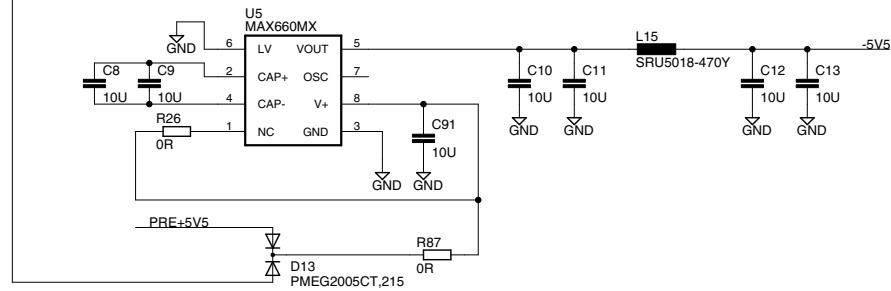 U5
MAX660MX
GND
6 LV VOUT 5
2 CAP+ OSC 7
4 CAP- V+ 8
1 NC GND 3
C8
10U
C9
10U
R26
0R
C91
10U
GND
GND
C10
10U
GND
C11
10U
GND
L15
SRU5018-470Y
-5V5
C12
10U
GND
C13
10U
GND
PRE+5V5
D13
PMEG2005CT,215
R87
0R